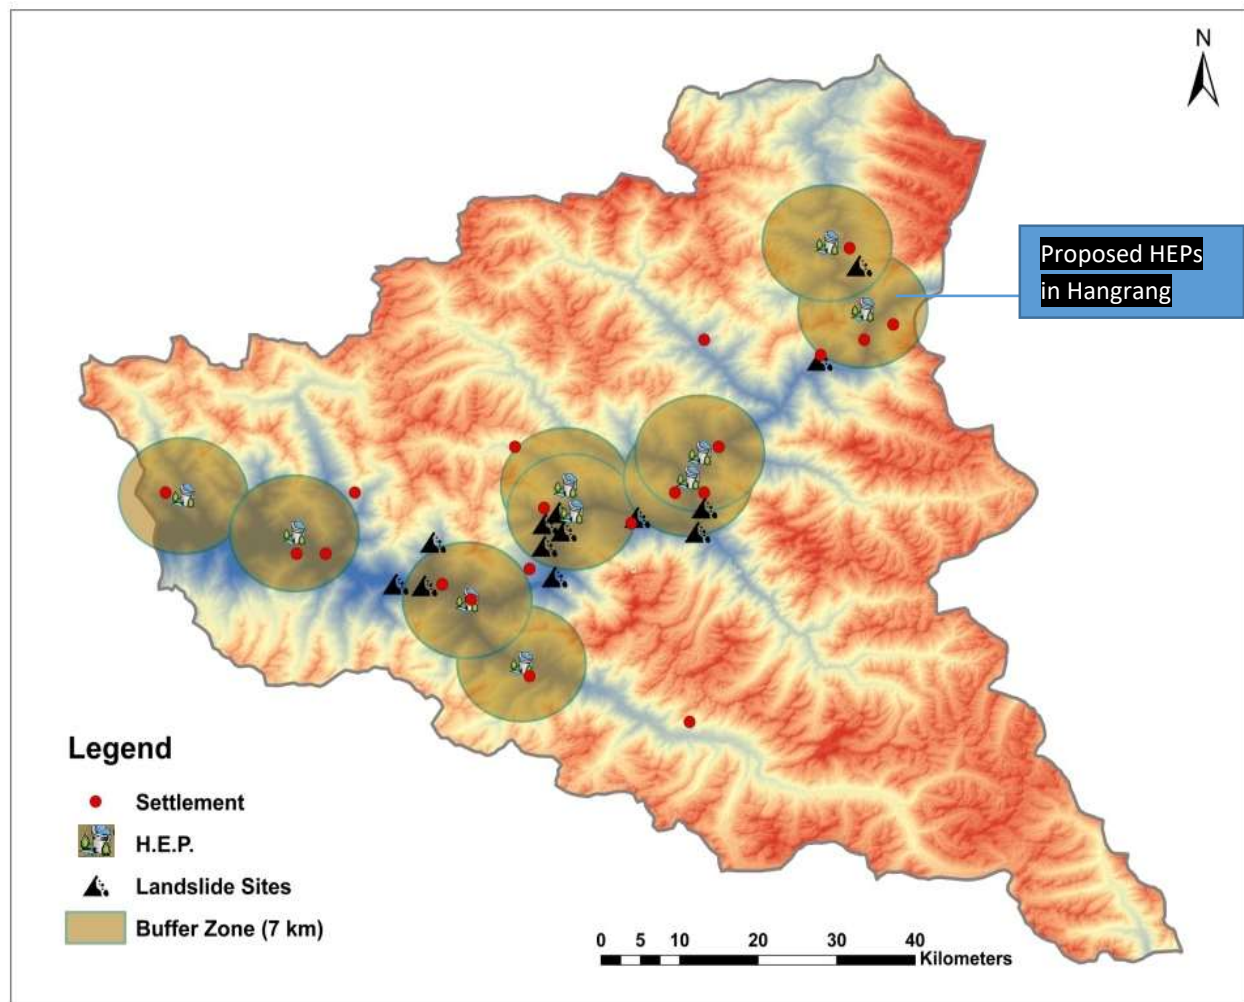 N
Proposed HEPs
in Hangrang
Legend
Settlement
H.E.P.
Landslide Sites
Buffer Zone (7 km)
0 5 10 20 30 40
Kilometers